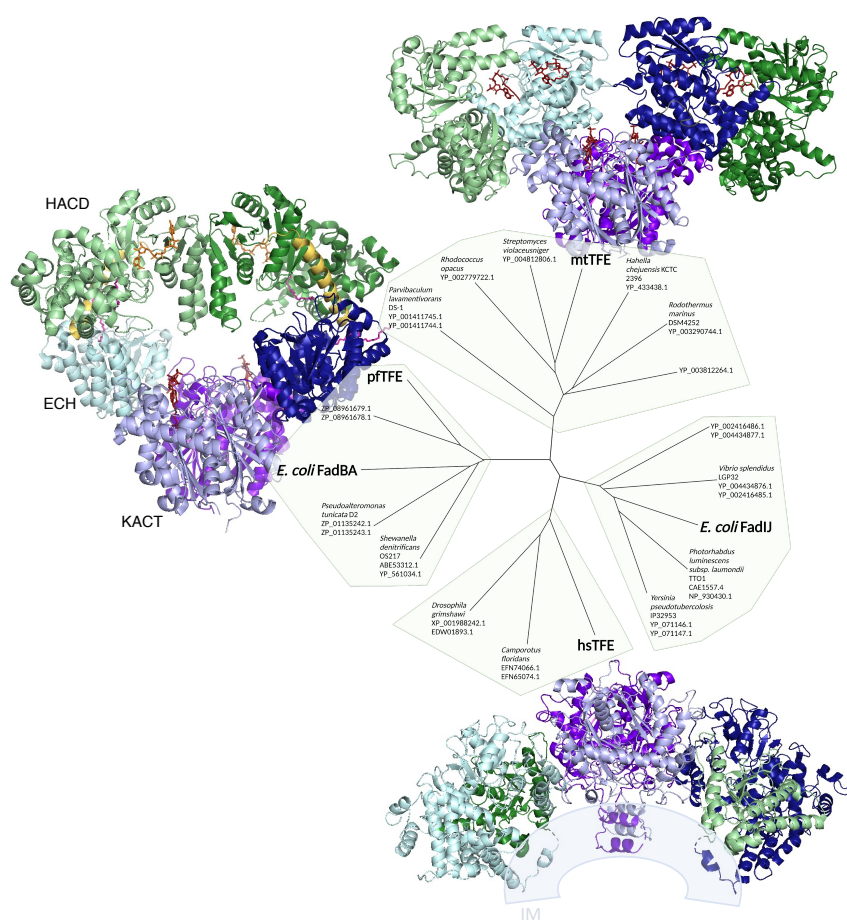 HACD
ECH
KACT
Streptomyces
violaceusniger
YP_004812806.1
mtTFE
Rhodococcus
opacus
YP_002779722.1
Hahella
chejuensis KCTC
2396
YP_433438.1
Parvibaculum
lavamentivorans
DS-1
YP_001411745.1
YP_001411744.1
Rodothermus
marinus
DSM4252
YP_003290744.1
YP_003812264.1
pfTFE
ZP_08961679.1
ZP_08961678.1
E. coli FadBA
Pseudoalteromonas
tunicata D2
ZP_01135242.1
ZP_01135243.1
Shewanella
denitrificans
OS217
ABE53312.1
YP_561034.1
YP_002416486.1
YP_004434877.1
Vibrio splendidus
LGP32
YP_004434876.1
YP_002416485.1
E. coli FadIJ
Photorhabdus
luminescens
subsp. laumondii
TTO1
CAE1557.4
NP_930430.1
Yersinia
pseudotubercolosis
IP32953
YP_071146.1
YP_071147.1
Drosophila
grimshawi
XP_001988242.1
EDW01893.1
Camporotus
floridans
EFN74066.1
EFN65074.1
hsTFE
IM